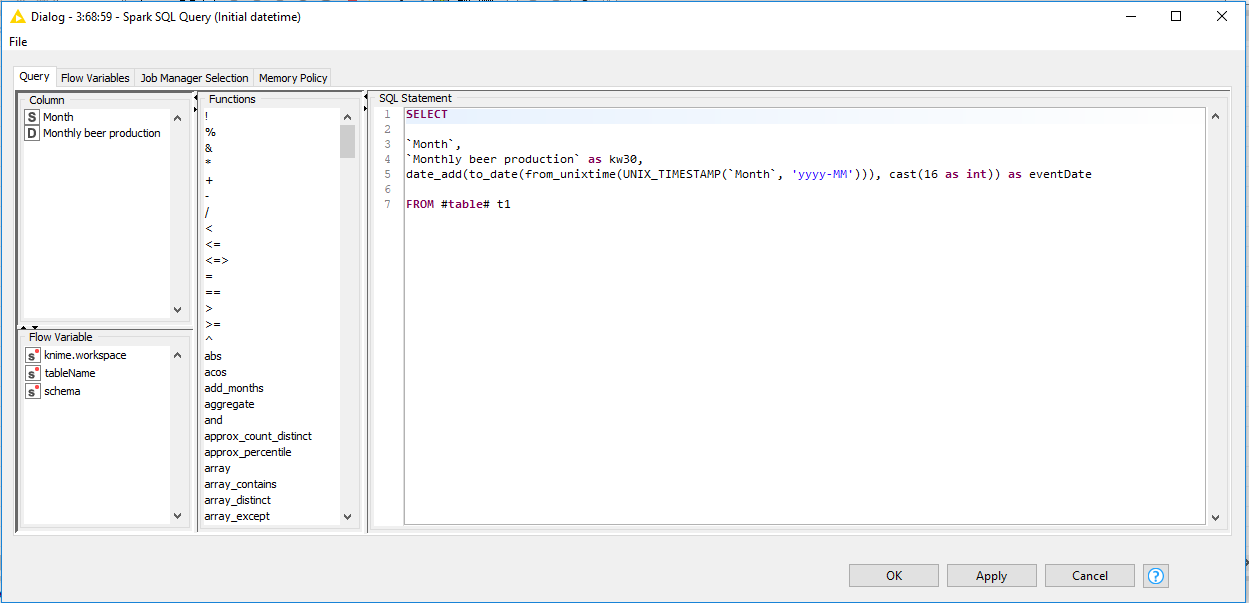 Dialog - 3:68:59 - Spark SQL Query (Initial datetime)
File
Query Flow Variables Job Manager Selection Memory Policy
Column
S Month
D Monthly beer production
Flow Variable
s knime.workspace
s tableName
s schema
Functions
!
%
&
*
+
-
/
<
<=
<=>
=
==
>
>=
^
abs
acos
add_months
aggregate
and
approx_count_distinct
approx_percentile
array
array_contains
array_distinct
array_except
SQL Statement
1 SELECT
2
3 `Month`,
4 `Monthly beer production` as kw30,
5 date_add(to_date(from_unixtime(UNIX_TIMESTAMP(`Month`, 'yyyy-MM'))), cast(16 as int)) as eventDate
6
7 FROM #table# t1
OK Apply Cancel ?